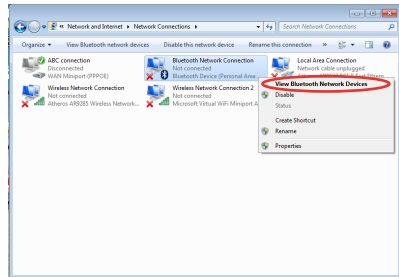 « Network and Internet ▸ Network Connections ▸
Search Network Connections
Organize ▾ View Bluetooth network devices Disable this network device Rename this connection »
ABC connection
Disconnected
WAN Miniport (PPPOE)
Bluetooth Network Connection
Not connected
Bluetooth Device (Personal Area...
Local Area Connection
Network cable unplugged
Wireless Network Connection
Not connected
Atheros AR9285 Wireless Network...
Wireless Network Connection 2
Not connected
Microsoft Virtual WiFi Miniport A
View Bluetooth Network Devices
Disable
Status
Create Shortcut
Rename
Properties